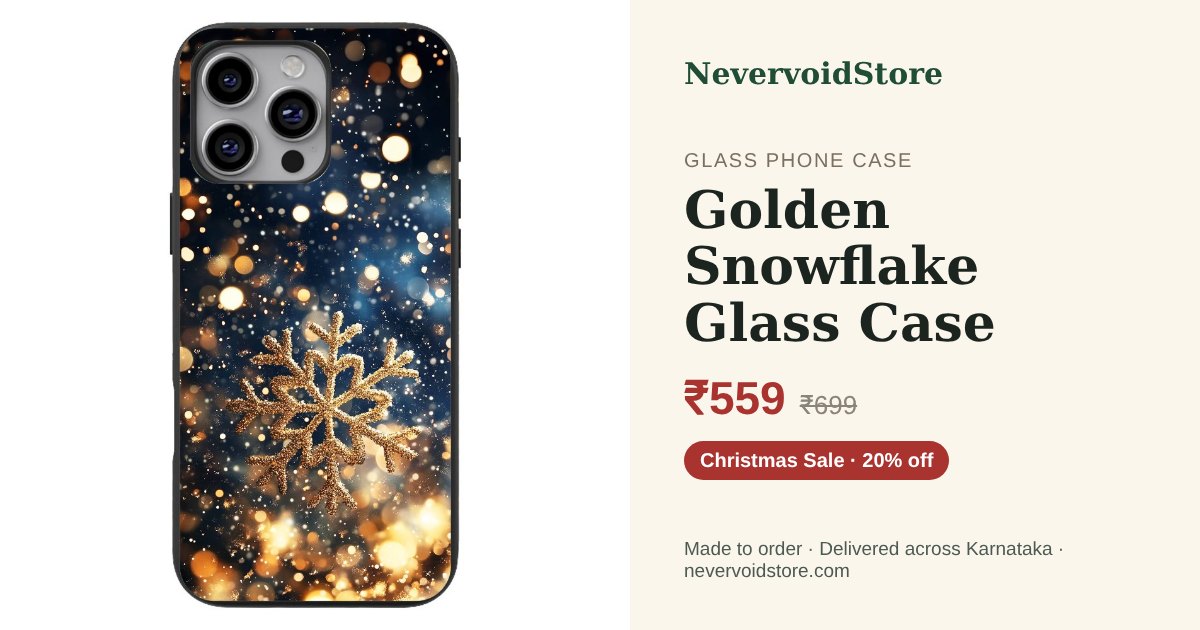 NevervoidStore
GLASS PHONE CASE
Golden
Snowflake
Glass Case
₹559 ₹699
Christmas Sale · 20% off
Made to order · Delivered across Karnataka ·
nevervoidstore.com